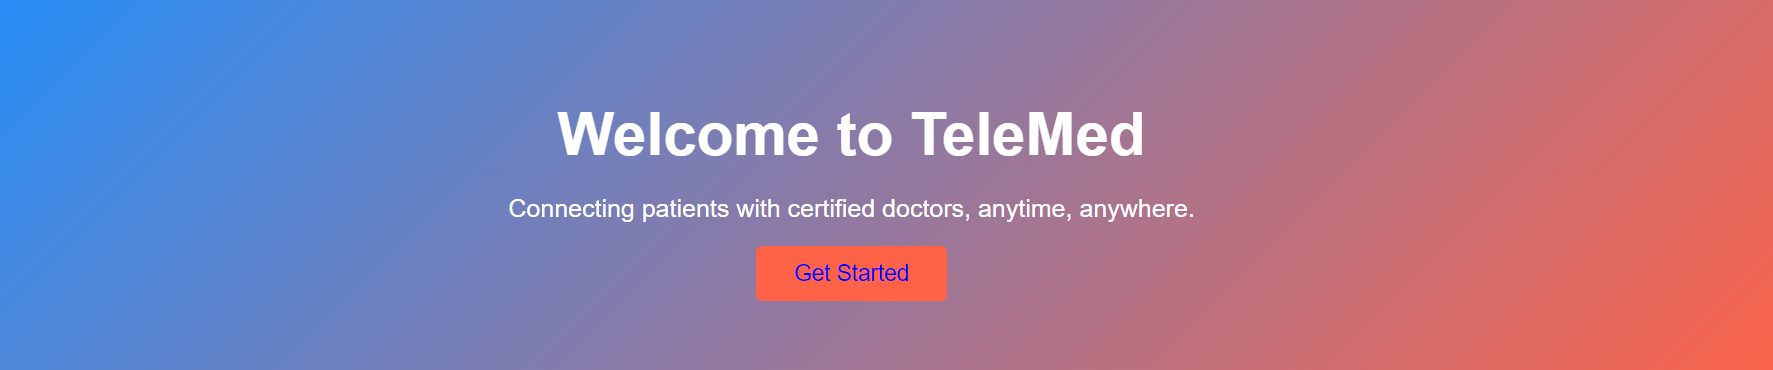 Welcome to TeleMed
Connecting patients with certified doctors, anytime, anywhere.
Get Started